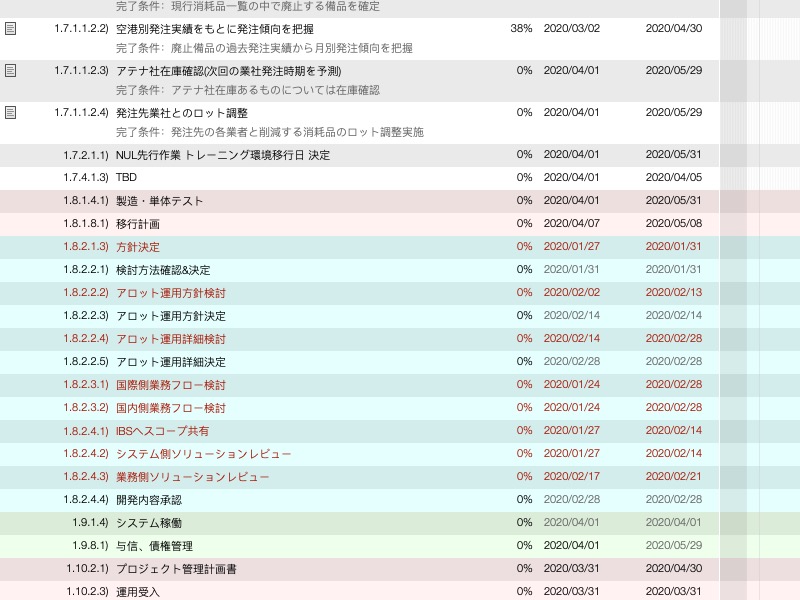 完了条件: 現行消耗品一覧の中で廃止する備品を確定
1.7.1.1.2.2) 空港別発注実績をもとに発注傾向を把握 38% 2020/03/02 2020/04/30
完了条件: 廃止備品の過去発注実績から月別発注傾向を把握
1.7.1.1.2.3) アテナ社在庫確認(次回の業社発注時期を予測) 0% 2020/04/01 2020/05/29
完了条件: アテナ社在庫あるものについては在庫確認
1.7.1.1.2.4) 発注先業社とのロット調整 0% 2020/04/01 2020/05/29
完了条件: 発注先の各業者と削減する消耗品のロット調整実施
1.7.2.1.1) NUL先行作業 トレーニング環境移行日 決定 0% 2020/04/01 2020/05/31
1.7.4.1.3) TBD 0% 2020/04/01 2020/04/05
1.8.1.4.1) 製造・単体テスト 0% 2020/04/01 2020/05/31
1.8.1.8.1) 移行計画 0% 2020/04/07 2020/05/08
1.8.2.1.3) 方針決定 0% 2020/01/27 2020/01/31
1.8.2.2.1) 検討方法確認&決定 0% 2020/01/31 2020/01/31
1.8.2.2.2) アロット運用方針検討 0% 2020/02/02 2020/02/13
1.8.2.2.3) アロット運用方針決定 0% 2020/02/14 2020/02/14
1.8.2.2.4) アロット運用詳細検討 0% 2020/02/14 2020/02/28
1.8.2.2.5) アロット運用詳細決定 0% 2020/02/28 2020/02/28
1.8.2.3.1) 国際側業務フロー検討 0% 2020/01/24 2020/02/28
1.8.2.3.2) 国内側業務フロー検討 0% 2020/01/24 2020/02/28
1.8.2.4.1) IBSへスコープ共有 0% 2020/01/27 2020/02/14
1.8.2.4.2) システム側ソリューションレビュー 0% 2020/01/27 2020/02/14
1.8.2.4.3) 業務側ソリューションレビュー 0% 2020/02/17 2020/02/21
1.8.2.4.4) 開発内容承認 0% 2020/02/28 2020/02/28
1.9.1.4) システム稼働 0% 2020/04/01 2020/04/01
1.9.8.1) 与信、債権管理 0% 2020/04/01 2020/05/29
1.10.2.1) プロジェクト管理計画書 0% 2020/03/31 2020/04/30
1.10.2.3) 運用受入 0% 2020/03/31 2020/03/31